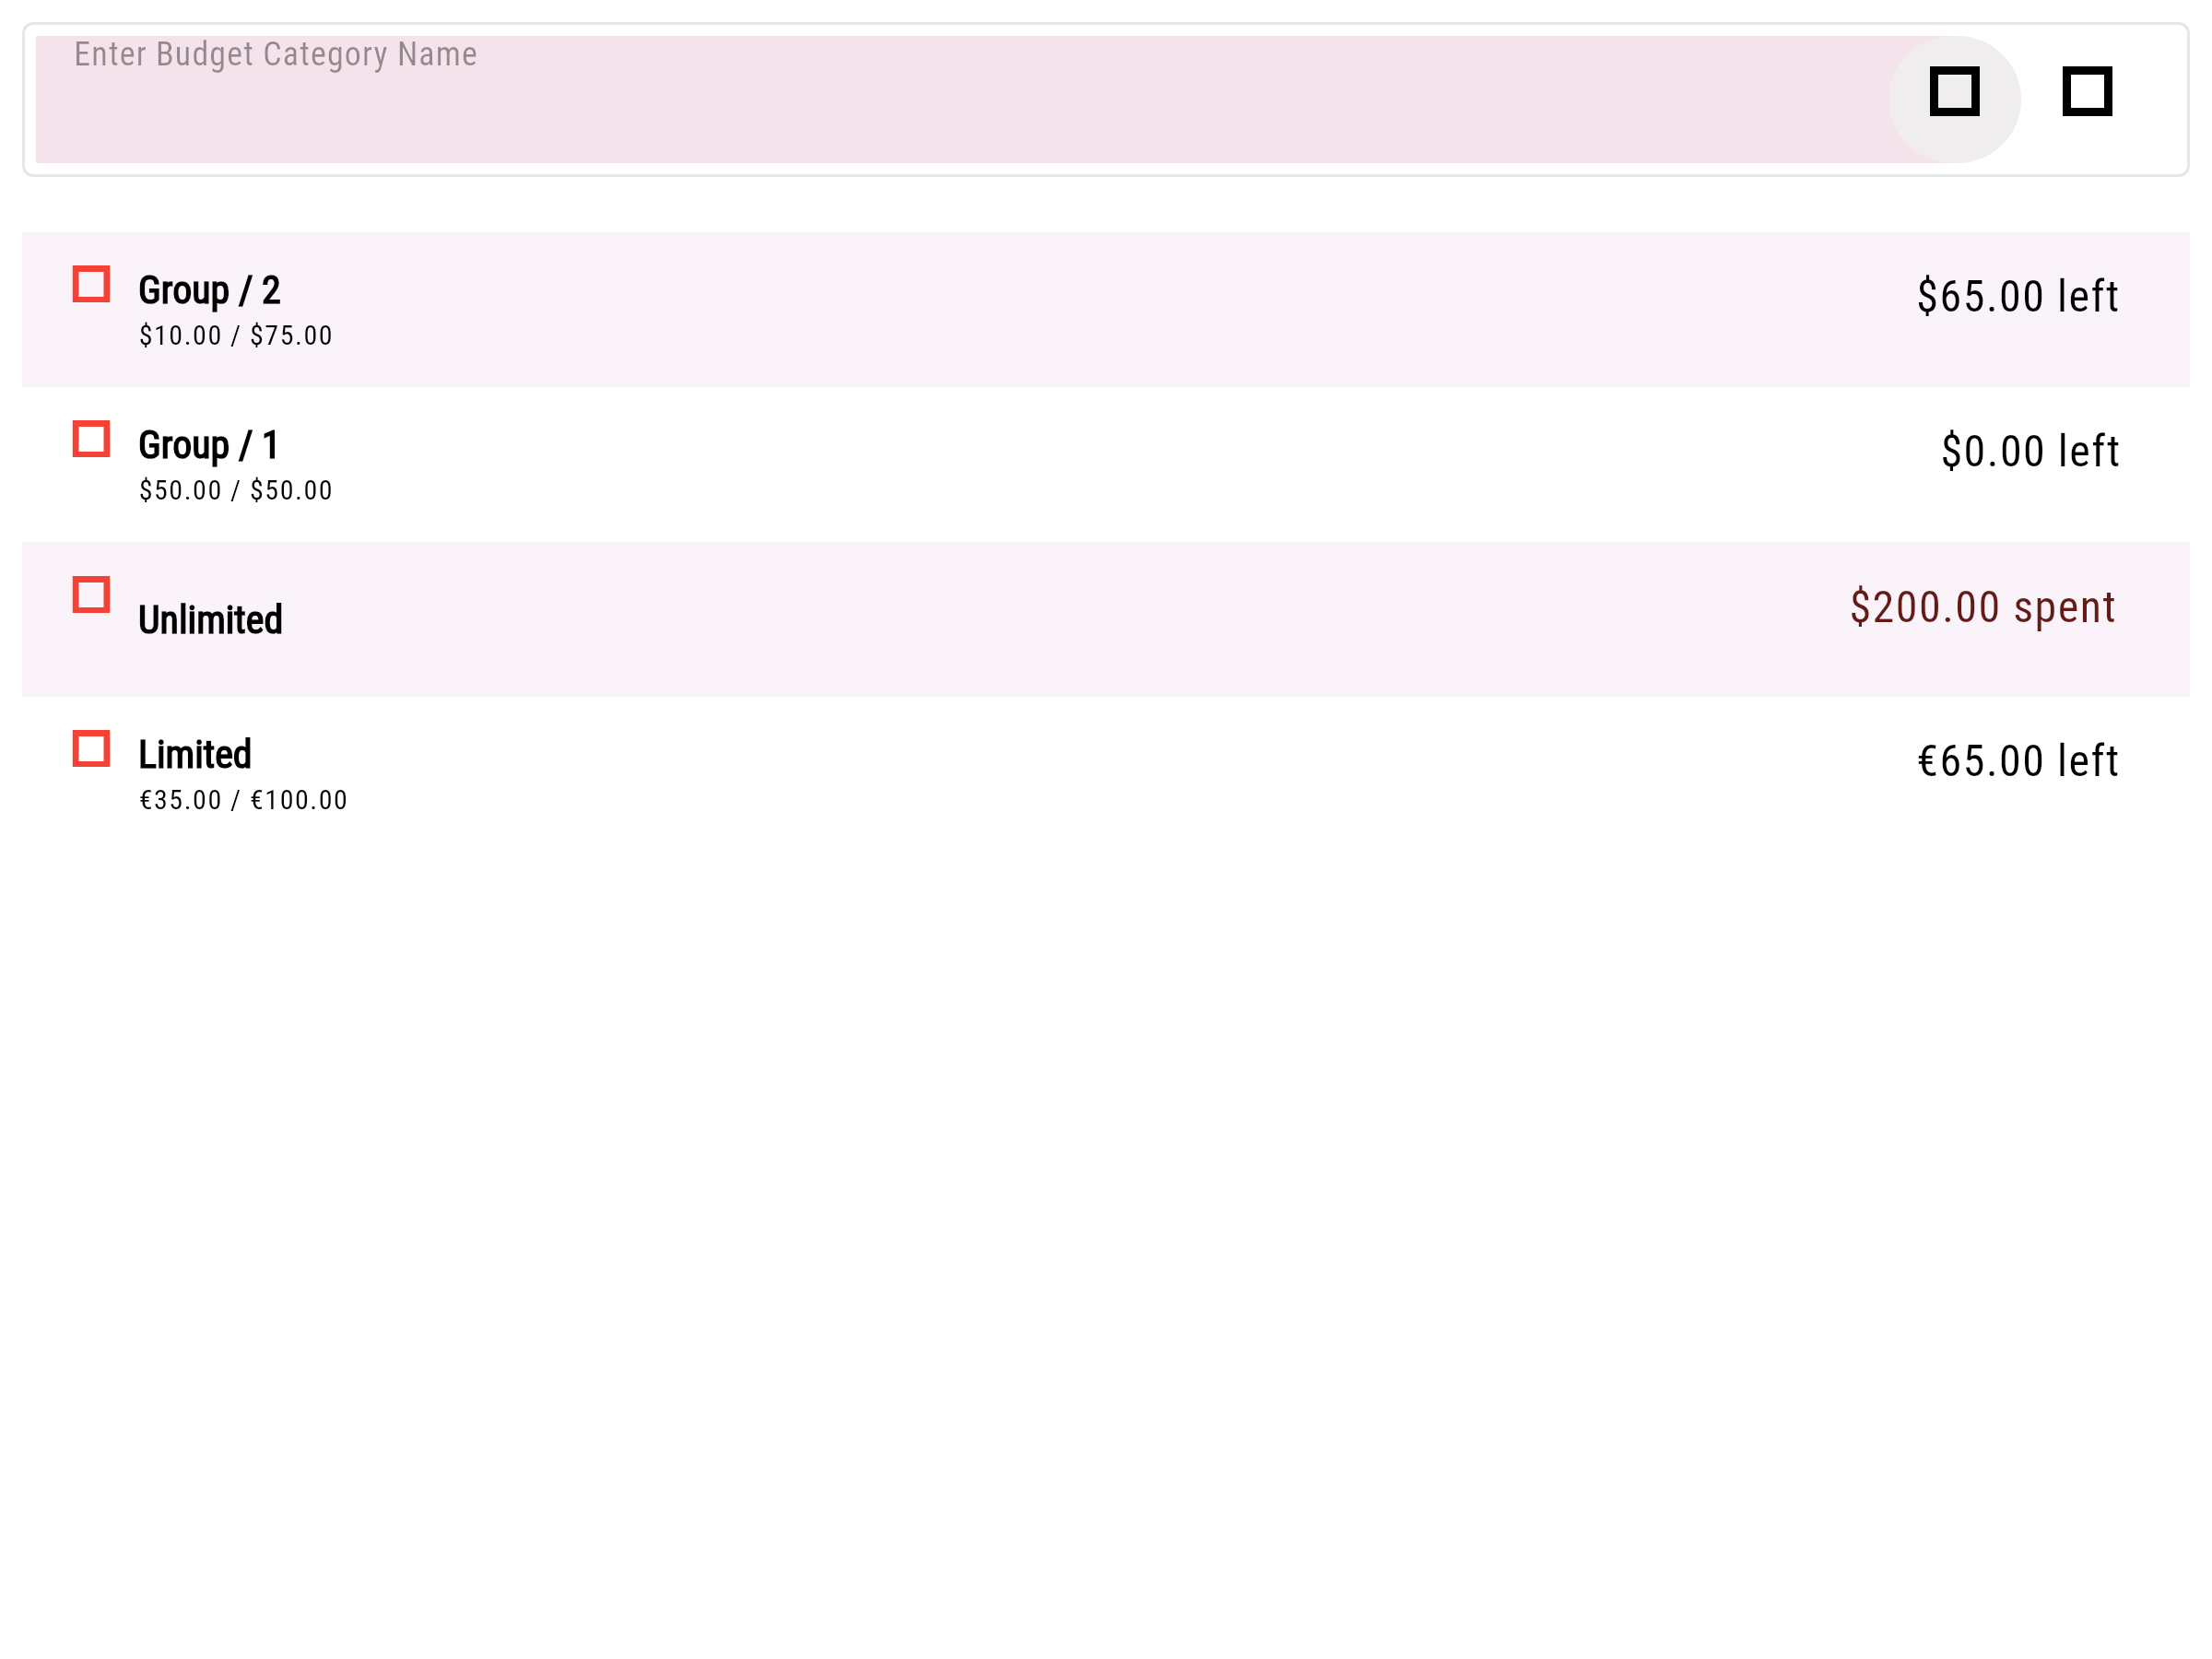 Enter Budget Category Name
Group / 2
$65.00 left
$10.00 / $75.00
Group / 1
$0.00 left
$50.00 / $50.00
Unlimited
$200.00 spent
Limited
€65.00 left
€35.00 / €100.00